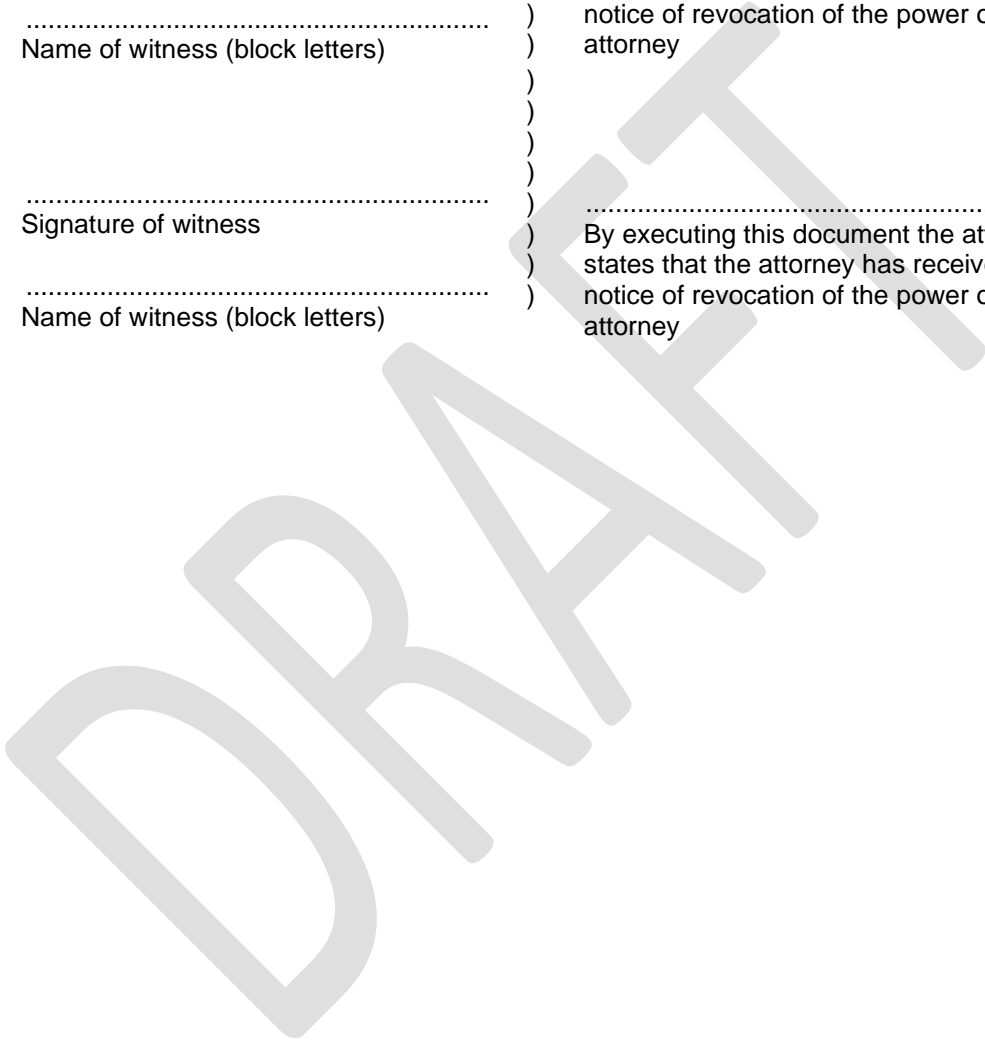 ..............................................................
Name of witness (block letters)
)
)
)
)
)
)
notice of revocation of the power
attorney
..............................................................
Signature of witness
..............................................................
Name of witness (block letters)
)
)
)
)
.....................................................
By executing this document the
states that the attorney has
notice of revocation of the power
attorney
DRAFT